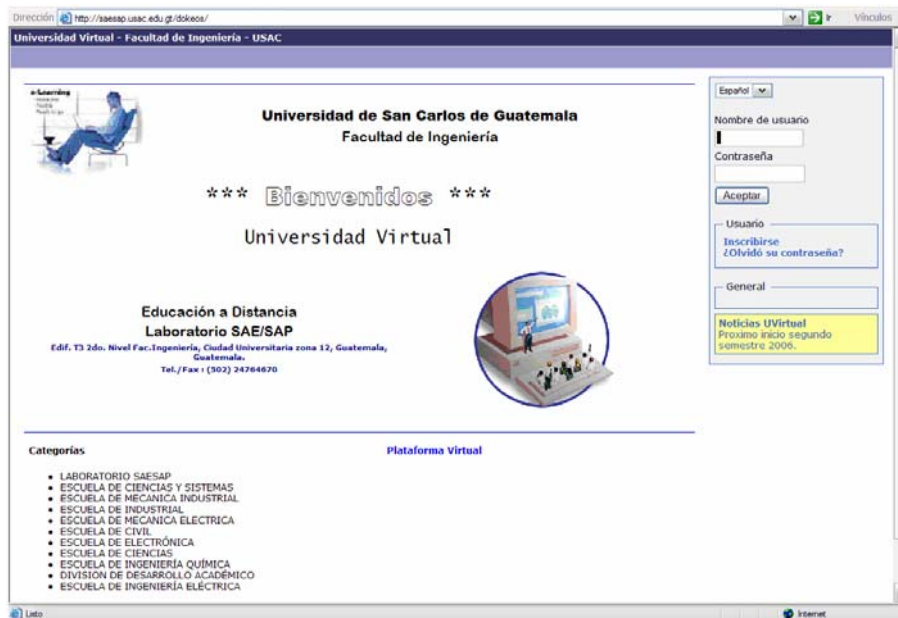 Dirección http://saesap.usac.edu.gt/dokeos/ Ir Vínculos
Universidad Virtual - Facultad de Ingeniería - USAC
e-Learning
Universidad de San Carlos de Guatemala
Facultad de Ingeniería
*** Bienvenidos ***
Universidad Virtual
Educación a Distancia
Laboratorio SAE/SAP
Edif. T3 2do. Nivel Fac.Ingeniería, Ciudad Universitaria zona 12, Guatemala,
Guatemala.
Tel./Fax : (502) 24764670
Español
Nombre de usuario
Contraseña
Aceptar
Usuario
Inscribirse
¿Olvidó su contraseña?
General
Noticias UVirtual
Proximo inicio segundo
semestre 2006.
Categorías
Plataforma Virtual
LABORATORIO SAESAP
ESCUELA DE CIENCIAS Y SISTEMAS
ESCUELA DE MECANICA INDUSTRIAL
ESCUELA DE INDUSTRIAL
ESCUELA DE MECANICA ELECTRICA
ESCUELA DE CIVIL
ESCUELA DE ELECTRÓNICA
ESCUELA DE CIENCIAS
ESCUELA DE INGENIERÍA QUÍMICA
DIVISION DE DESARROLLO ACADÉMICO
ESCUELA DE INGENIERÍA ELÉCTRICA
Listo
Internet